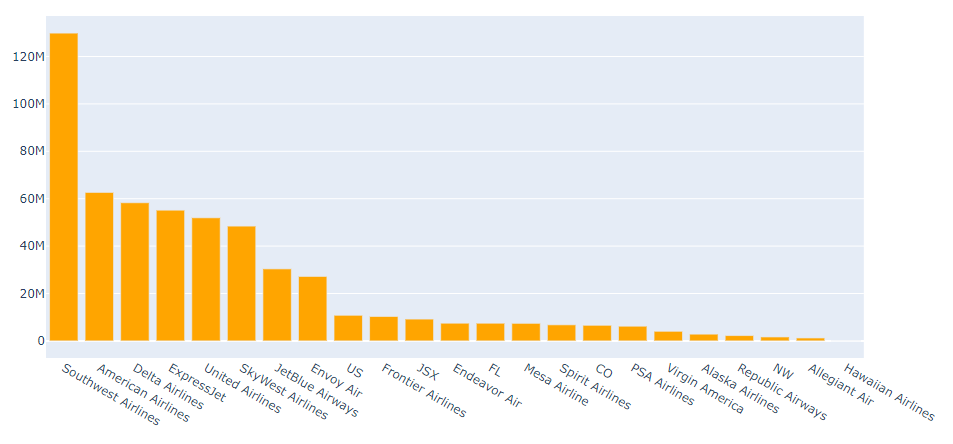 120M
100M
80M
60M
40M
20M
0
Southwest Airlines
American Airlines
Delta Airlines
ExpressJet
United Airlines
SkyWest Airlines
JetBlue Airways
Envoy Air
US
Frontier Airlines
JSX
Endeavor Air
FL
Mesa Airline
Spirit Airlines
CO
PSA Airlines
Virgin America
Alaska Airlines
Republic Airways
NW
Allegiant Air
Hawaiian Airlines